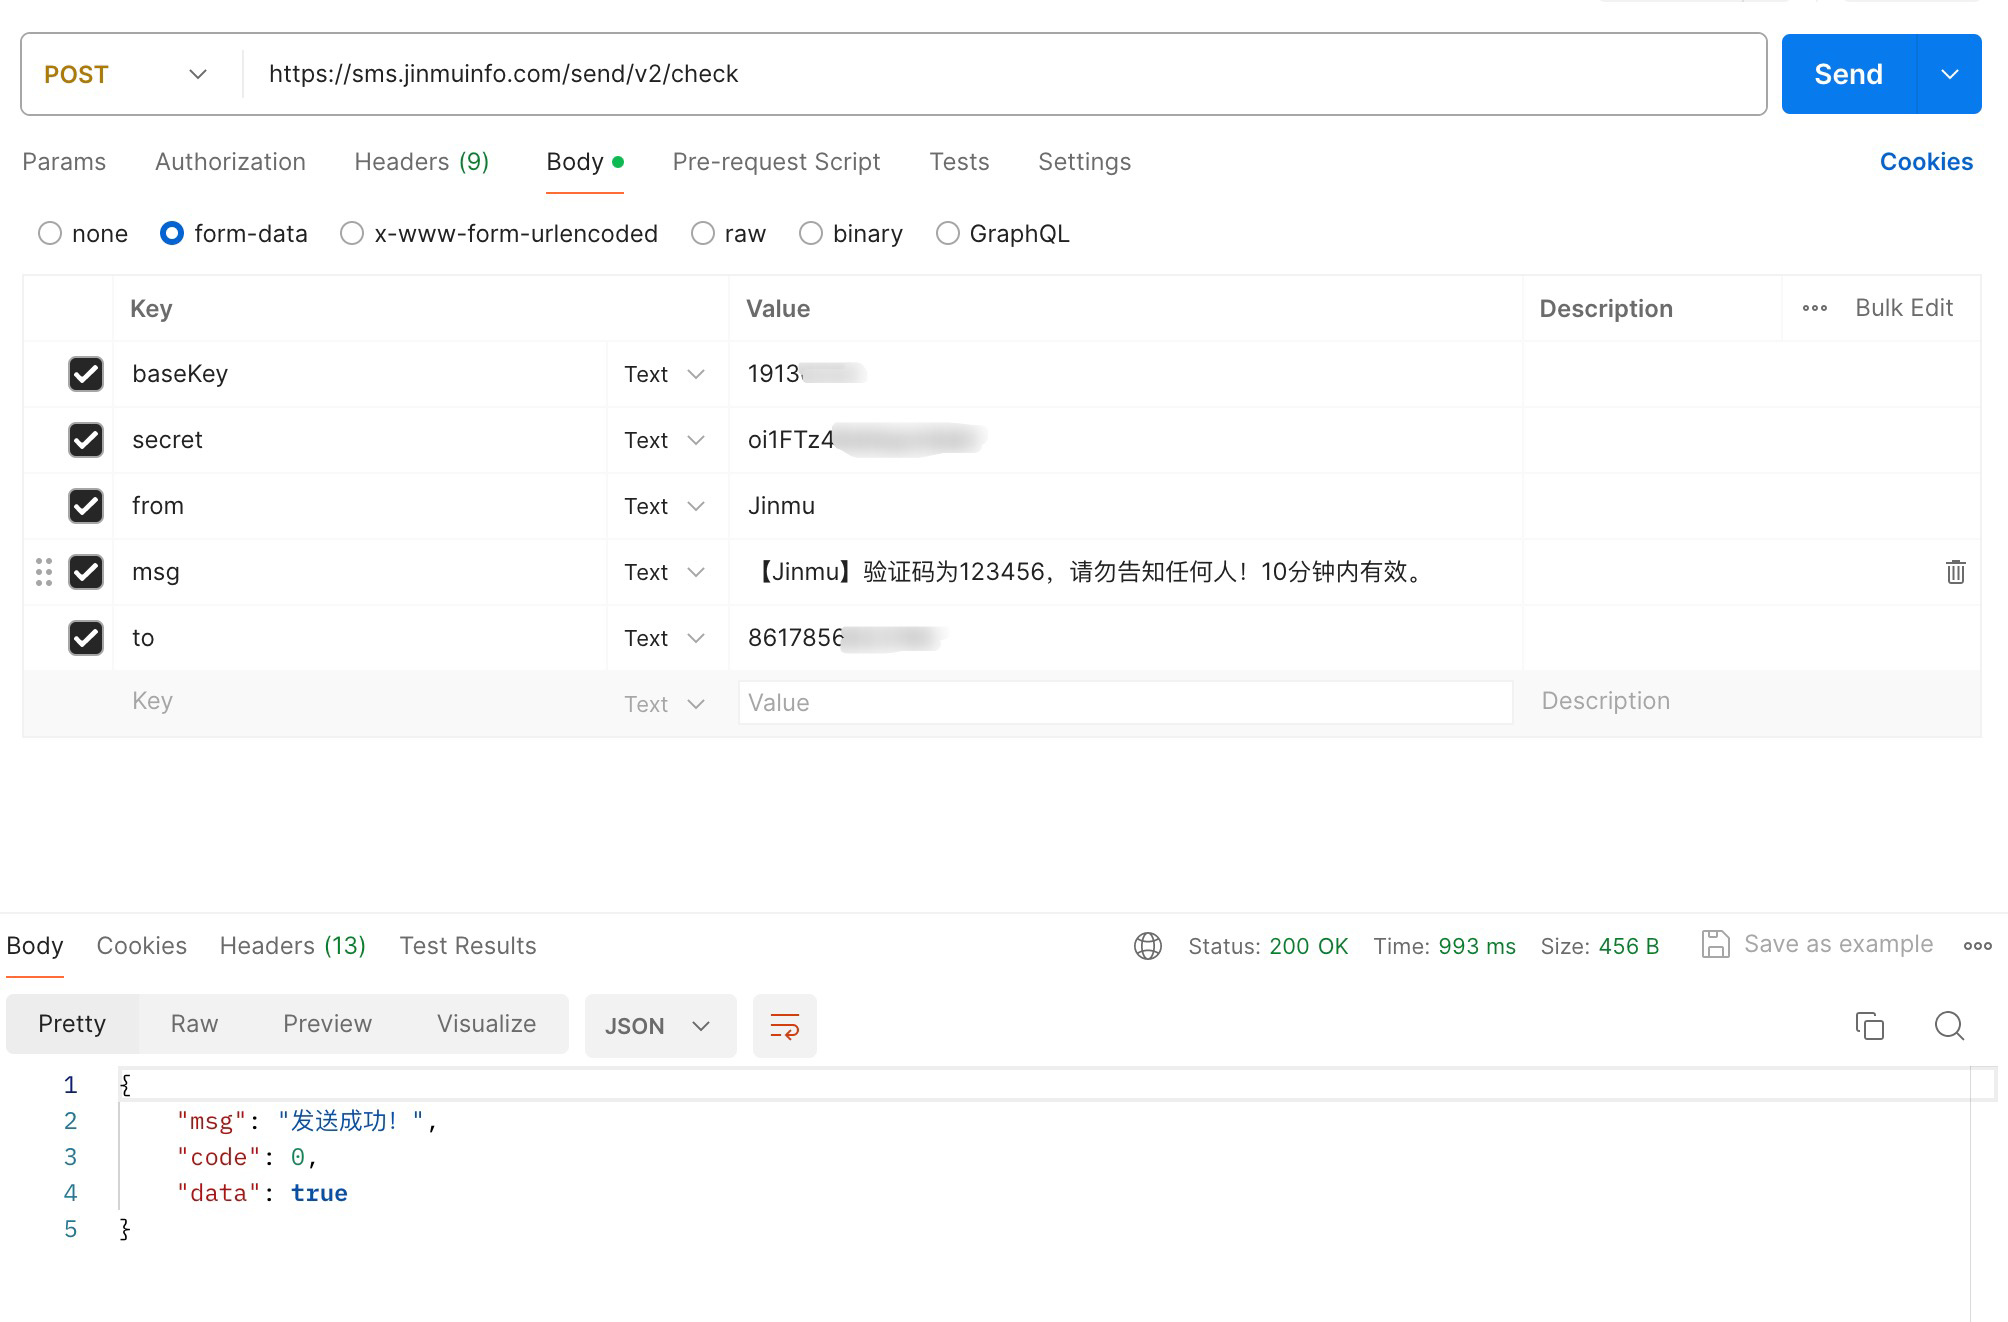 POST https://sms.jinmuinfo.com/send/v2/check Send
Params Authorization Headers (9) Body Pre-request Script Tests Settings Cookies
none form-data x-www-form-urlencoded raw binary GraphQL
Key Value Description Bulk Edit
baseKey Text 1913
secret Text oi1FTz4
from Text Jinmu
msg Text 【Jinmu】验证码为123456，请勿告知任何人！10分钟内有效。
to Text 8617856
Key Text Value Description
Body Cookies Headers (13) Test Results Status: 200 OK Time: 993 ms Size: 456 B Save as example
Pretty Raw Preview Visualize JSON
1 {
2 "msg": "发送成功！",
3 "code": 0,
4 "data": true
5 }